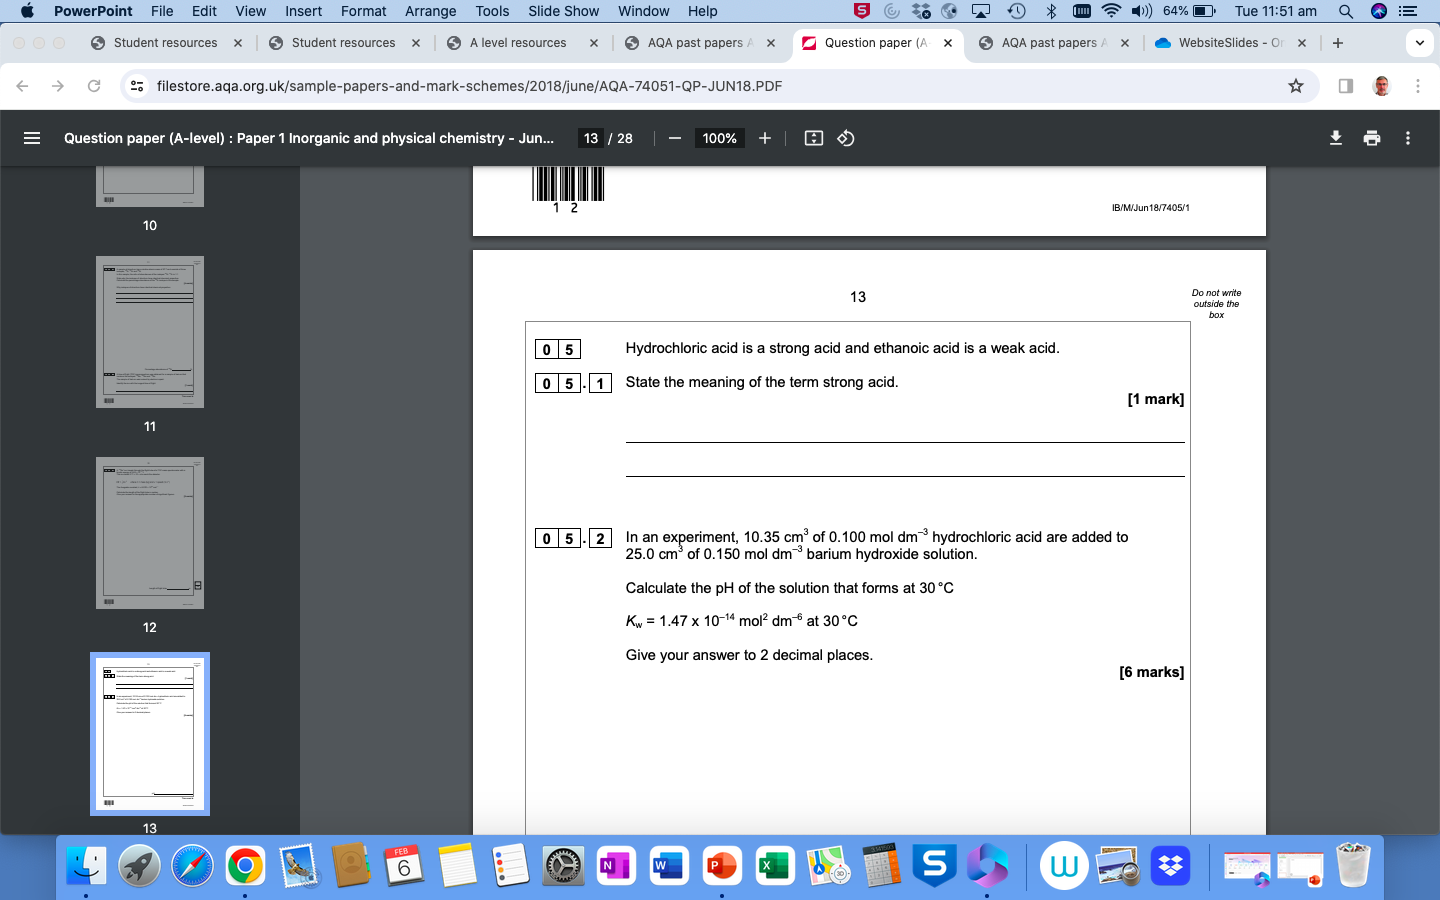 PowerPoint File Edit View Insert Format Arrange Tools Slide Show Window Help 64% Tue 11:51 am
Student resources Student resources A level resources AQA past papers A Question paper (A- AQA past papers A WebsiteSlides - Or
filestore.aqa.org.uk/sample-papers-and-mark-schemes/2018/june/AQA-74051-QP-JUN18.PDF
Question paper (A-level) : Paper 1 Inorganic and physical chemistry - Jun... 13 / 28 100%
10
11
12
13
1 2
IB/M/Jun18/7405/1
13
Do not write
outside the
box
0 5 Hydrochloric acid is a strong acid and ethanoic acid is a weak acid.
0 5 . 1 State the meaning of the term strong acid.
[1 mark]
0 5 . 2 In an experiment, 10.35 cm³ of 0.100 mol dm⁻³ hydrochloric acid are added to
25.0 cm³ of 0.150 mol dm⁻³ barium hydroxide solution.
Calculate the pH of the solution that forms at 30 °C
Kw = 1.47 x 10⁻¹⁴ mol² dm⁻⁶ at 30 °C
Give your answer to 2 decimal places.
[6 marks]
FEB
6